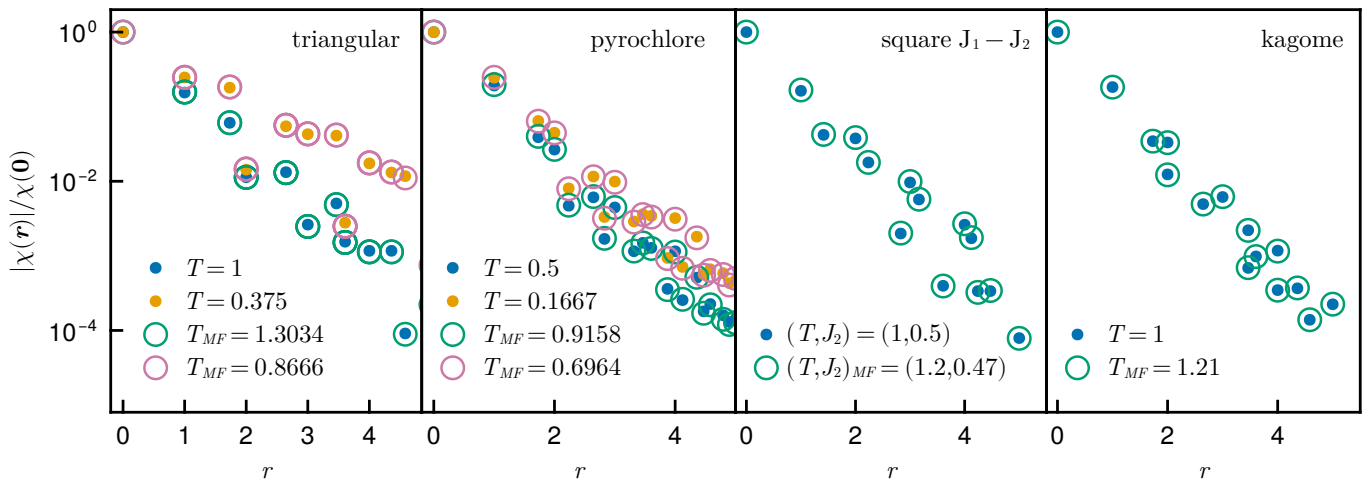 triangular
pyrochlore
square J₁ − J₂
kagome
|χ(r)|/χ(0)
10⁰
10⁻²
10⁻⁴
T = 1
T = 0.375
T_MF = 1.3034
T_MF = 0.8666
T = 0.5
T = 0.1667
T_MF = 0.9158
T_MF = 0.6964
(T, J₂) = (1,0.5)
(T, J₂)_MF = (1.2,0.47)
T = 1
T_MF = 1.21
0 1 2 3 4
0 2 4
0 2 4
0 2 4
r
r
r
r